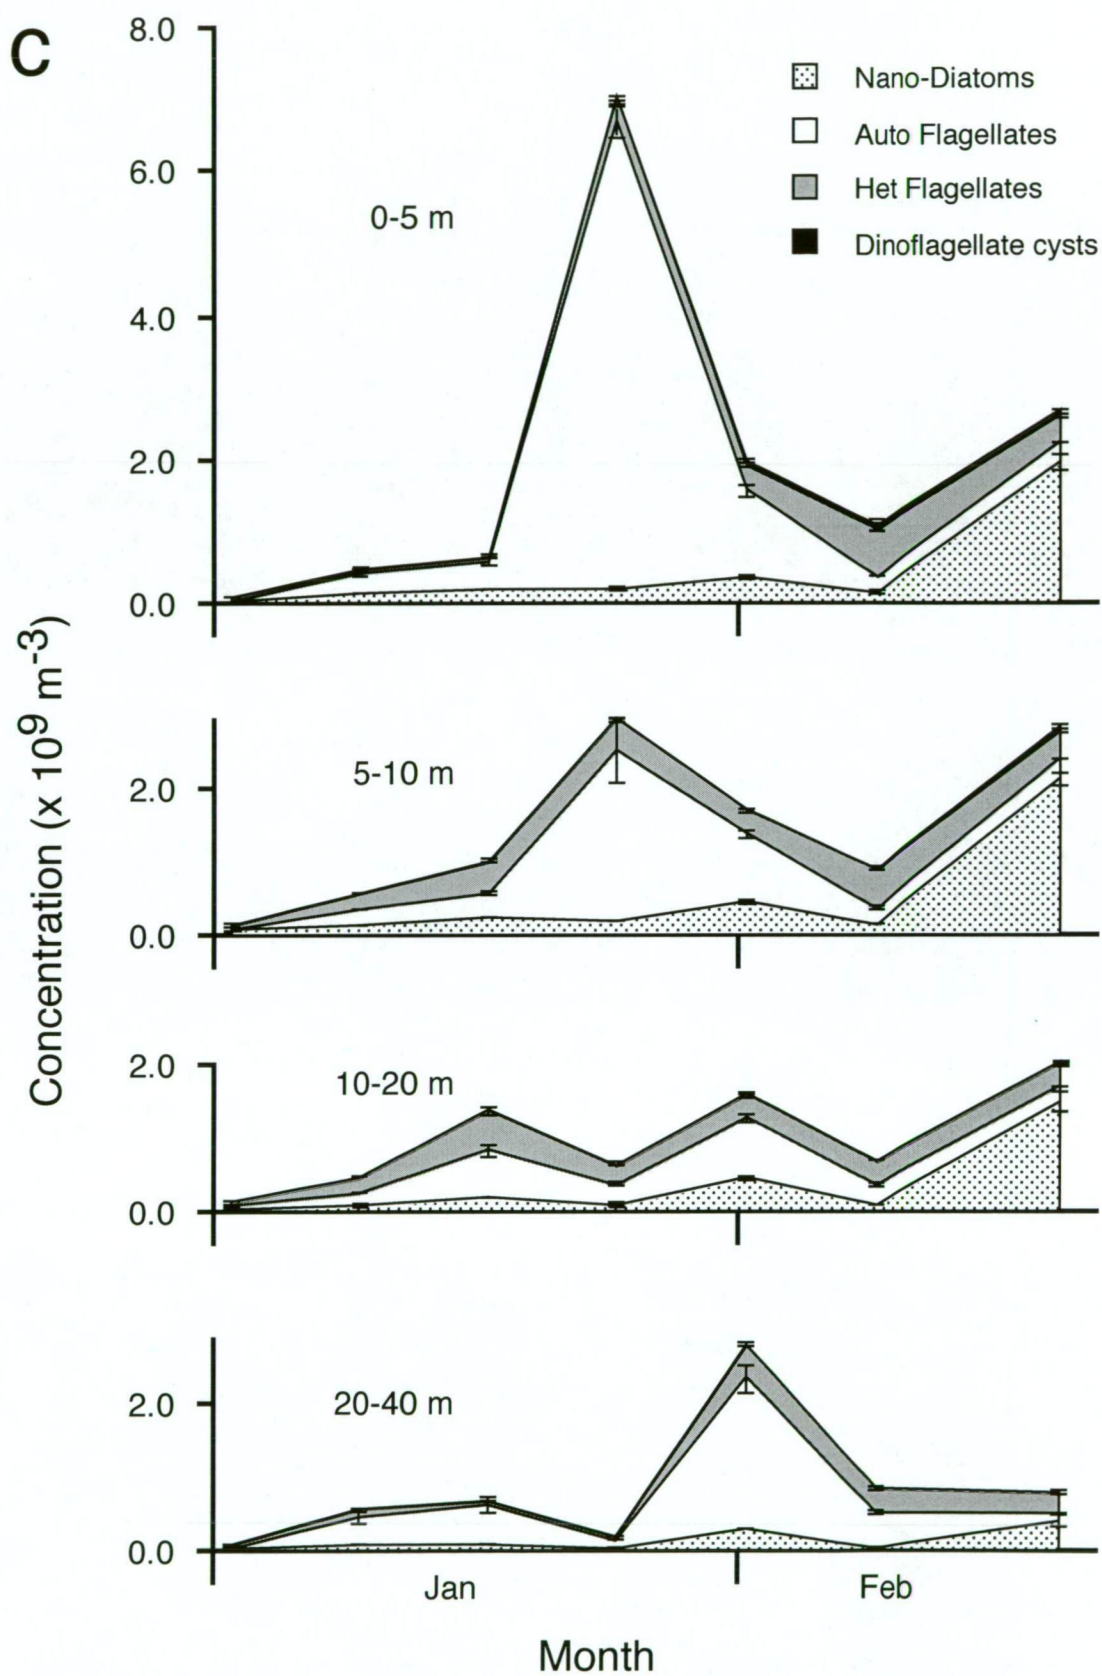 C
8.0
6.0
4.0
2.0
0.0
0-5 m
Nano-Diatoms
Auto Flagellates
Het Flagellates
Dinoflagellate cysts
Concentration (x 10⁹ m⁻³)
5-10 m
2.0
0.0
10-20 m
2.0
0.0
20-40 m
2.0
0.0
Jan
Feb
Month